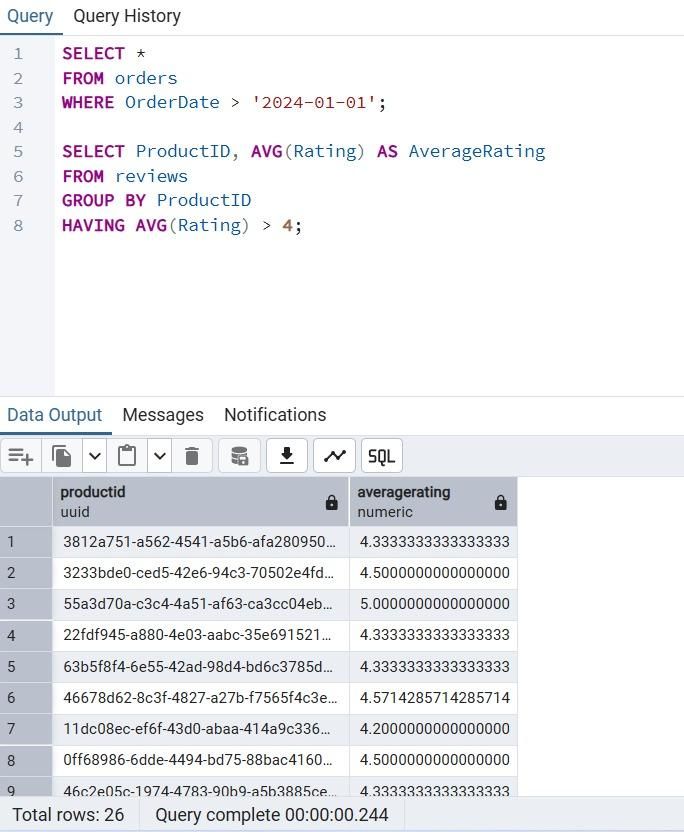 Query Query History
1 SELECT *
2 FROM orders
3 WHERE OrderDate > '2024-01-01';
4
5 SELECT ProductID, AVG(Rating) AS AverageRating
6 FROM reviews
7 GROUP BY ProductID
8 HAVING AVG(Rating) > 4;
Data Output Messages Notifications
SQL
productid averagerating
uuid numeric
1 3812a751-a562-4541-a5b6-afa280950... 4.3333333333333333
2 3233bde0-ced5-42e6-94c3-70502e4fd... 4.5000000000000000
3 55a3d70a-c3c4-4a51-af63-ca3cc04eb... 5.0000000000000000
4 22fdf945-a880-4e03-aabc-35e691521... 4.3333333333333333
5 63b5f8f4-6e55-42ad-98d4-bd6c3785d... 4.3333333333333333
6 46678d62-8c3f-4827-a27b-f7565f4c3e... 4.5714285714285714
7 11dc08ec-ef6f-43d0-abaa-414a9c336... 4.2000000000000000
8 0ff68986-6dde-4494-bd75-88bac4160... 4.5000000000000000
9 46c2e05c-1974-4783-90b9-a5b3885ce... 4.3333333333333333
Total rows: 26 Query complete 00:00:00.244